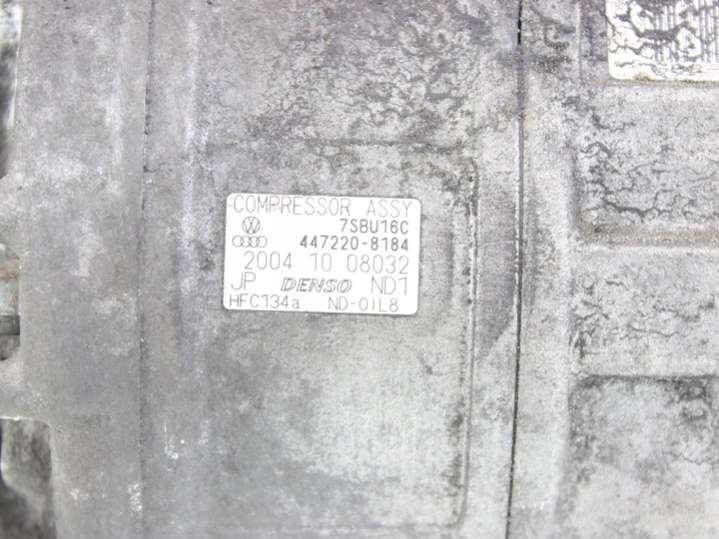 COMPRESSOR ASSY
7SBU16C
447220-8184
2004 10 08032
JP DENSO ND1
HFC134a ND-OIL8